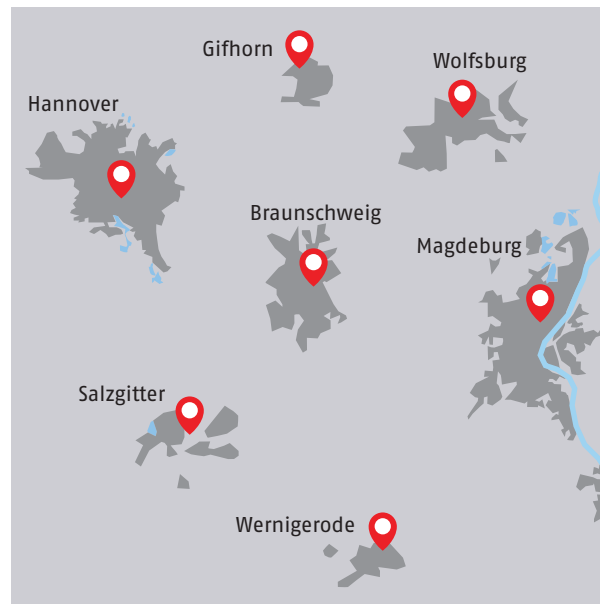 Gifhorn
Wolfsburg
Hannover
Braunschweig
Magdeburg
Salzgitter
Wernigerode